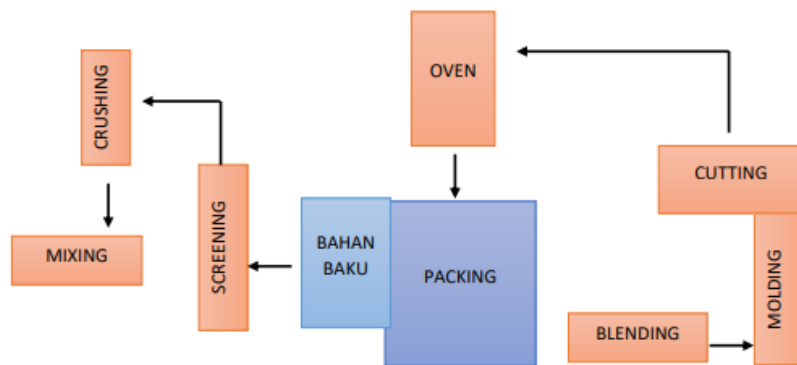 CRUSHING
OVEN
CUTTING
MIXING
SCREENING
BAHAN
BAKU
PACKING
MOLDING
BLENDING